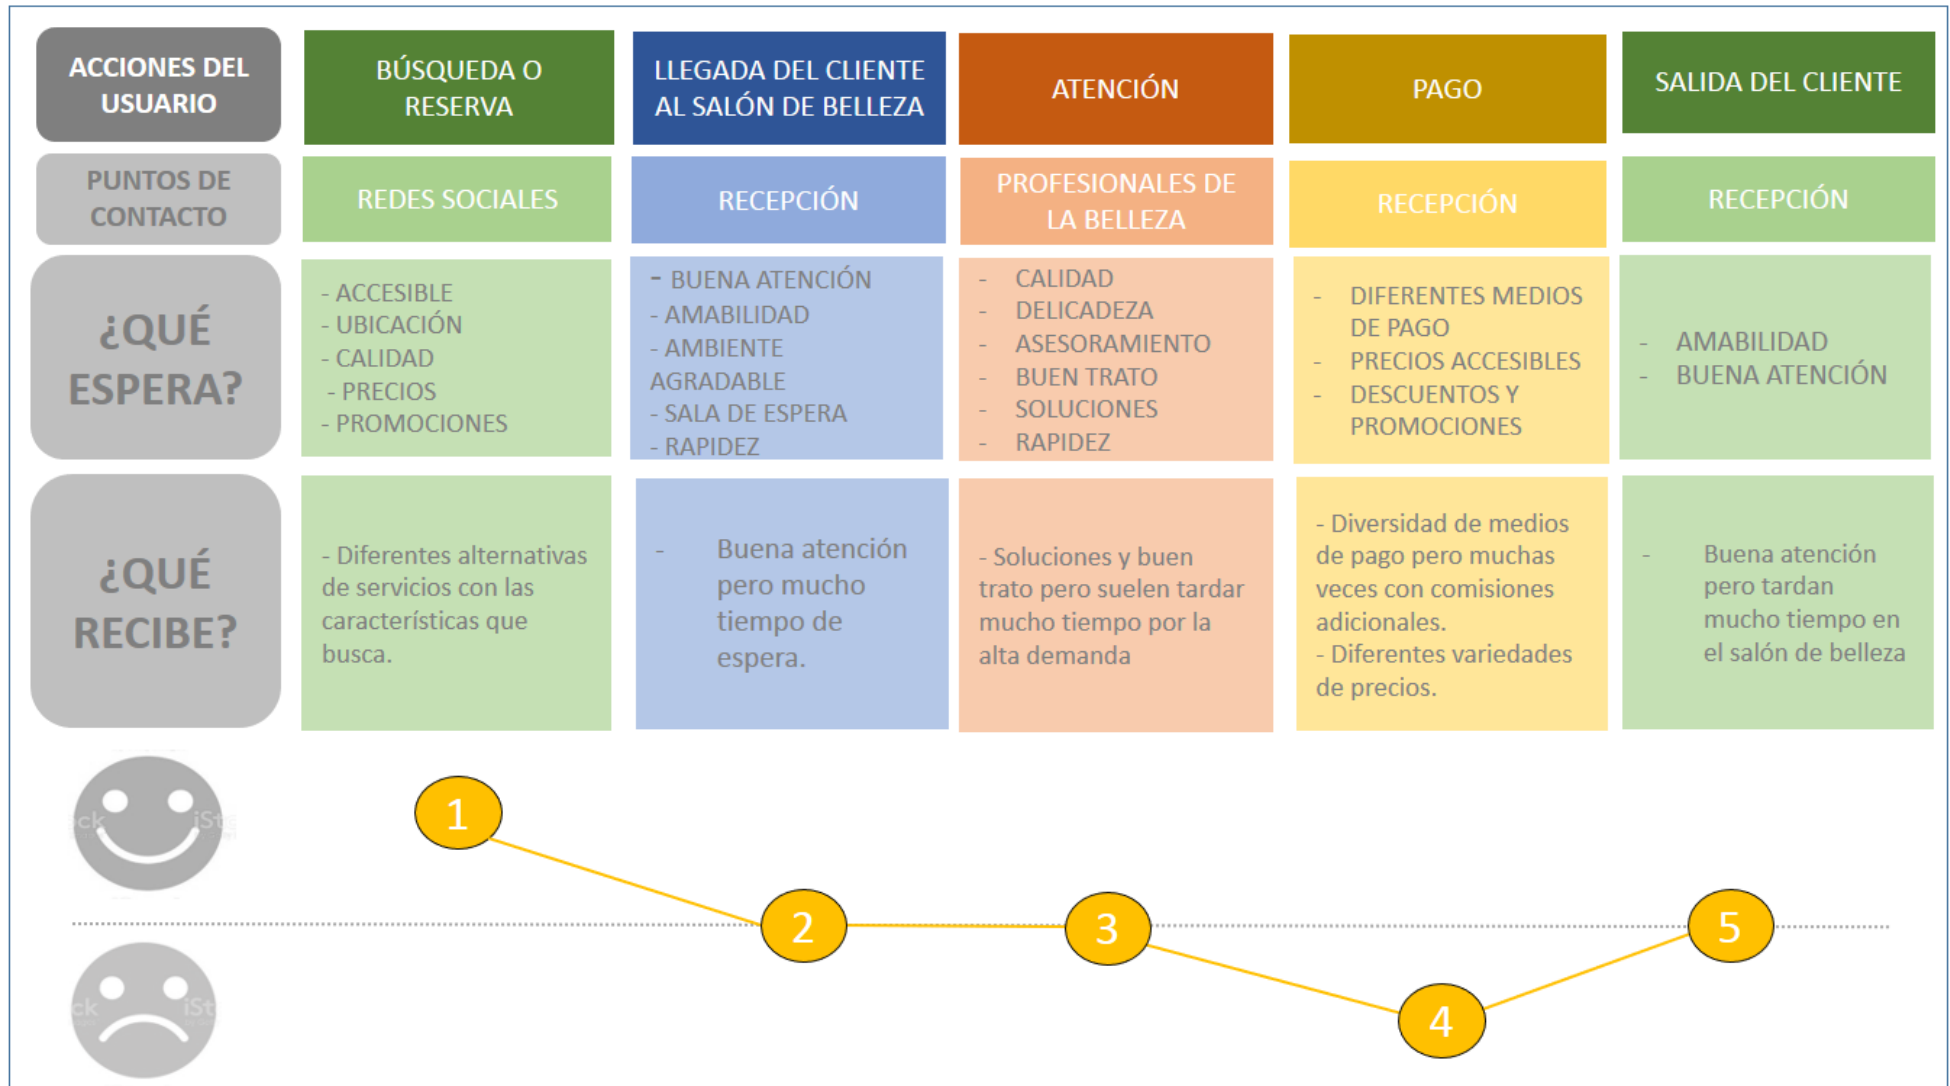 ACCIONES DEL
USUARIO
BÚSQUEDA O
RESERVA
LLEGADA DEL CLIENTE
AL SALÓN DE BELLEZA
ATENCIÓN
PAGO
SALIDA DEL CLIENTE
PUNTOS DE
CONTACTO
REDES SOCIALES
RECEPCIÓN
PROFESIONALES DE
LA BELLEZA
RECEPCIÓN
RECEPCIÓN
¿QUÉ
ESPERA?
- ACCESIBLE
- UBICACIÓN
- CALIDAD
- PRECIOS
- PROMOCIONES
- BUENA ATENCIÓN
- AMABILIDAD
- AMBIENTE
AGRADABLE
- SALA DE ESPERA
- RAPIDEZ
- CALIDAD
- DELICADEZA
- ASESORAMIENTO
- BUEN TRATO
- SOLUCIONES
- RAPIDEZ
- DIFERENTES MEDIOS
DE PAGO
- PRECIOS ACCESIBLES
- DESCUENTOS Y
PROMOCIONES
- AMABILIDAD
- BUENA ATENCIÓN
¿QUÉ
RECIBE?
- Diferentes alternativas
de servicios con las
características que
busca.
- Buena atención
pero mucho
tiempo de
espera.
- Soluciones y buen
trato pero suelen tardar
mucho tiempo por la
alta demanda
- Diversidad de medios
de pago pero muchas
veces con comisiones
adicionales.
- Diferentes variedades
de precios.
- Buena atención
pero tardan
mucho tiempo en
el salón de belleza
ck iSt
1
2
3
5
ck iSt
4